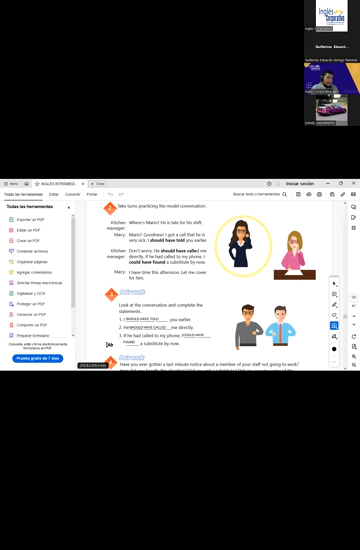 Inglés
Corporativo
Guillermo Eduard...
Guillermo Eduardo Abrego Ramirez
Menú
INGLES INTERMEDI
Crear
Iniciar sesión
Todas las herramientas
Editar
Convertir
Firmar
Buscar texto o herramientas
Todas las herramientas
Exportar un PDF
Editar un PDF
Crear un PDF
Combinar archivos
Organizar páginas
Agregar comentarios
Solicitar firmas electrónicas
Digitalizar y OCR
Proteger un PDF
Censurar un PDF
Comprimir un PDF
Preparar formulario
Convierta, edite y firme electrónicamente
formularios en PDF
Prueba gratis de 7 días
Take turns practicing the model conversation.
Kitchen manager: Where's Mario? He is late for his shift.
Mary: Mario? Goodness! I got a call that he is
very sick. I should have told you earlier.
Kitchen manager: Don't worry. He should have called me
directly. If he had called to my phone, I
could have found a substitute by now.
Mary: I have time this afternoon. Let me cover
for him.
Pairwork
Look at the conversation and complete the
statements.
1. I SHOULD HAVE TOLD you earlier.
2. He SHOULD HAVE CALLED me directly.
3. If he had called to my phone, I COULD HAVE
FOUND a substitute by now.
Pairwork
Have you ever gotten a last-minute notice about a member of your staff not going to work?